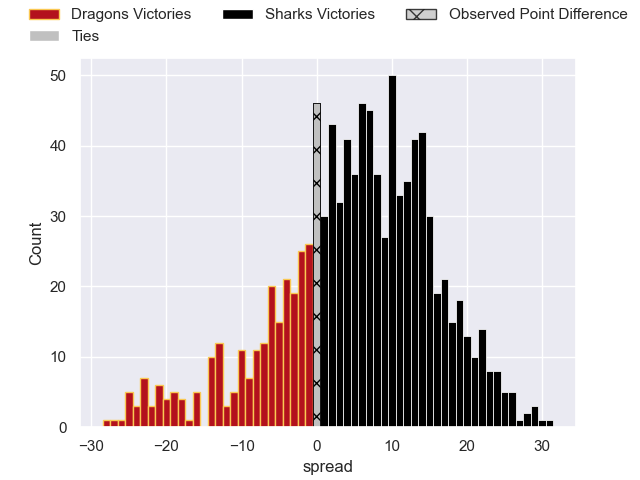 Dragons Victories Sharks Victories Observed Point Difference
Ties
50
40
30
20
10
0
Count
−30 −20 −10 0 10 20 30
spread